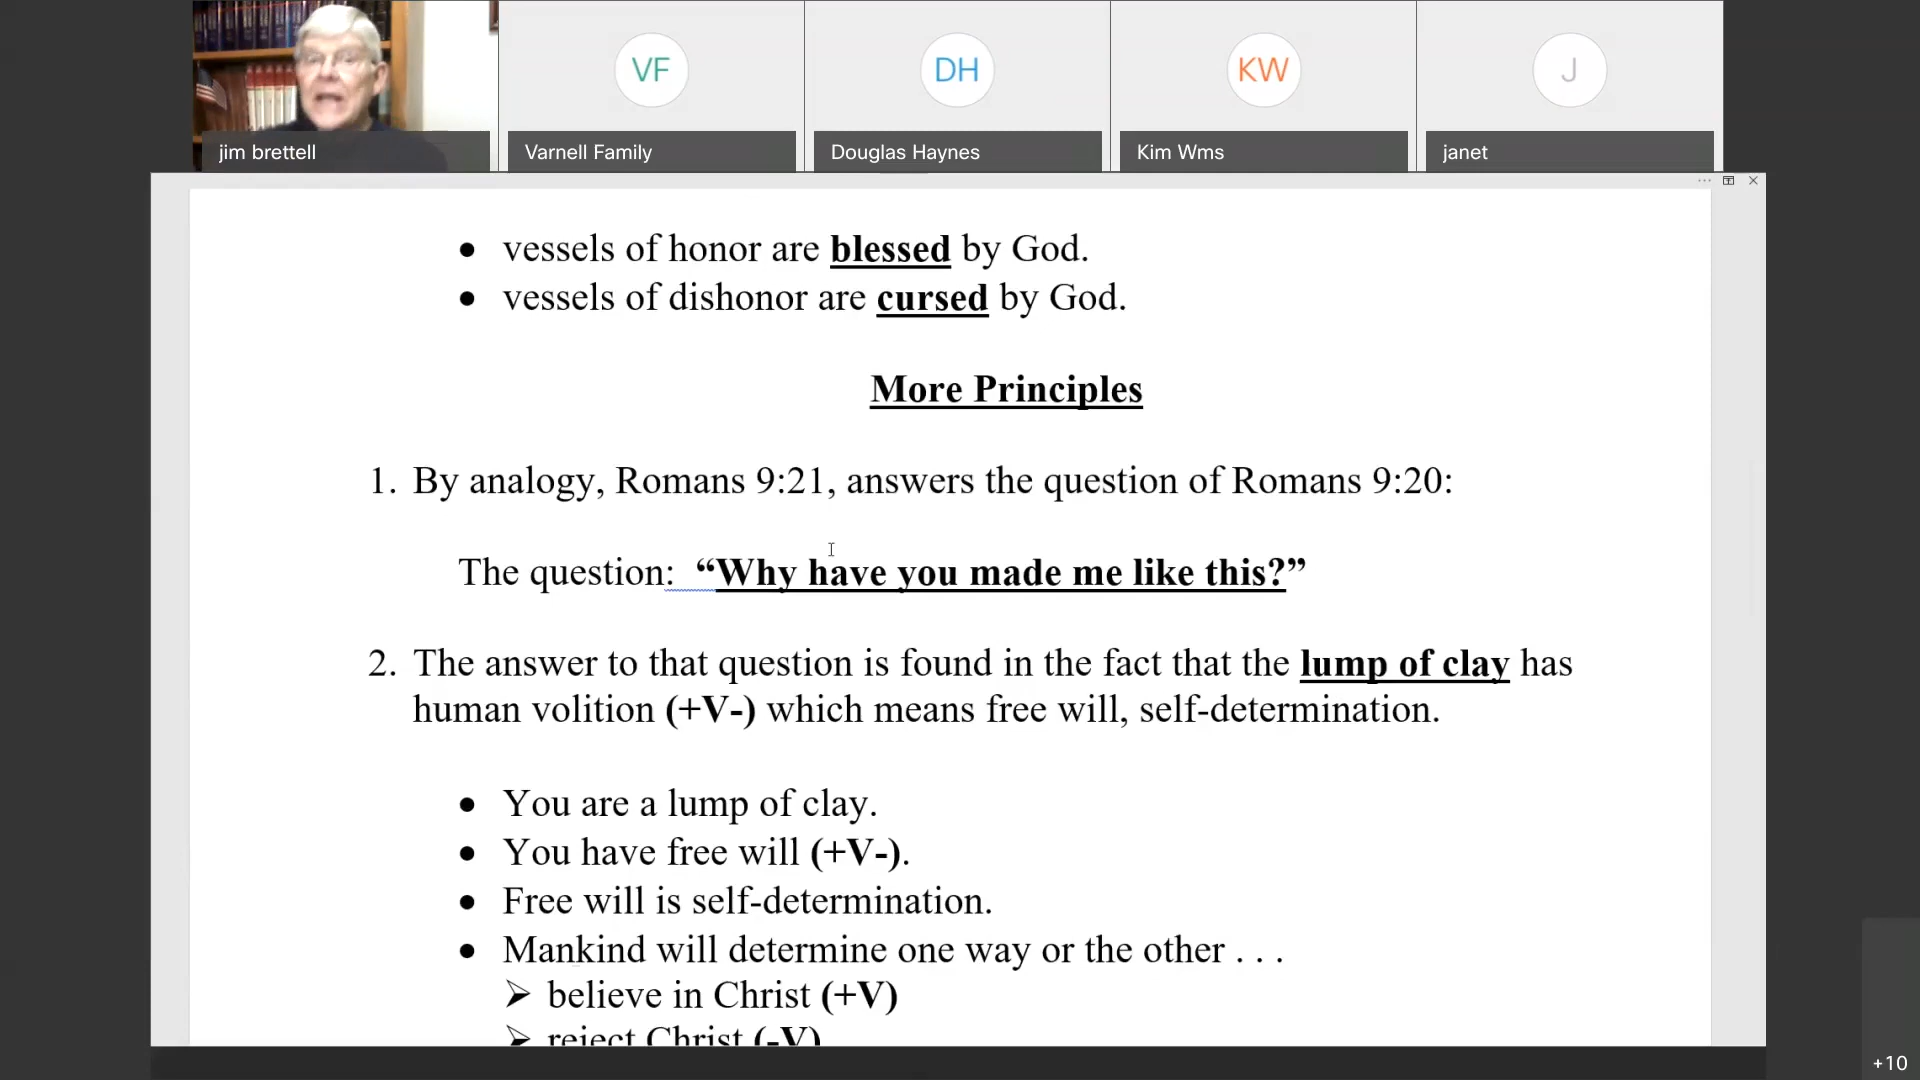 VF
DH
KW
J
jim brettell
Varnell Family
Douglas Haynes
Kim Wms
janet
• vessels of honor are blessed by God.
• vessels of dishonor are cursed by God.
More Principles
1. By analogy, Romans 9:21, answers the question of Romans 9:20:
The question: “Why have you made me like this?”
2. The answer to that question is found in the fact that the lump of clay has
human volition (+V-) which means free will, self-determination.
• You are a lump of clay.
• You have free will (+V-).
• Free will is self-determination.
• Mankind will determine one way or the other . . .
➢ believe in Christ (+V)
➢ reject Christ (-V)
+10